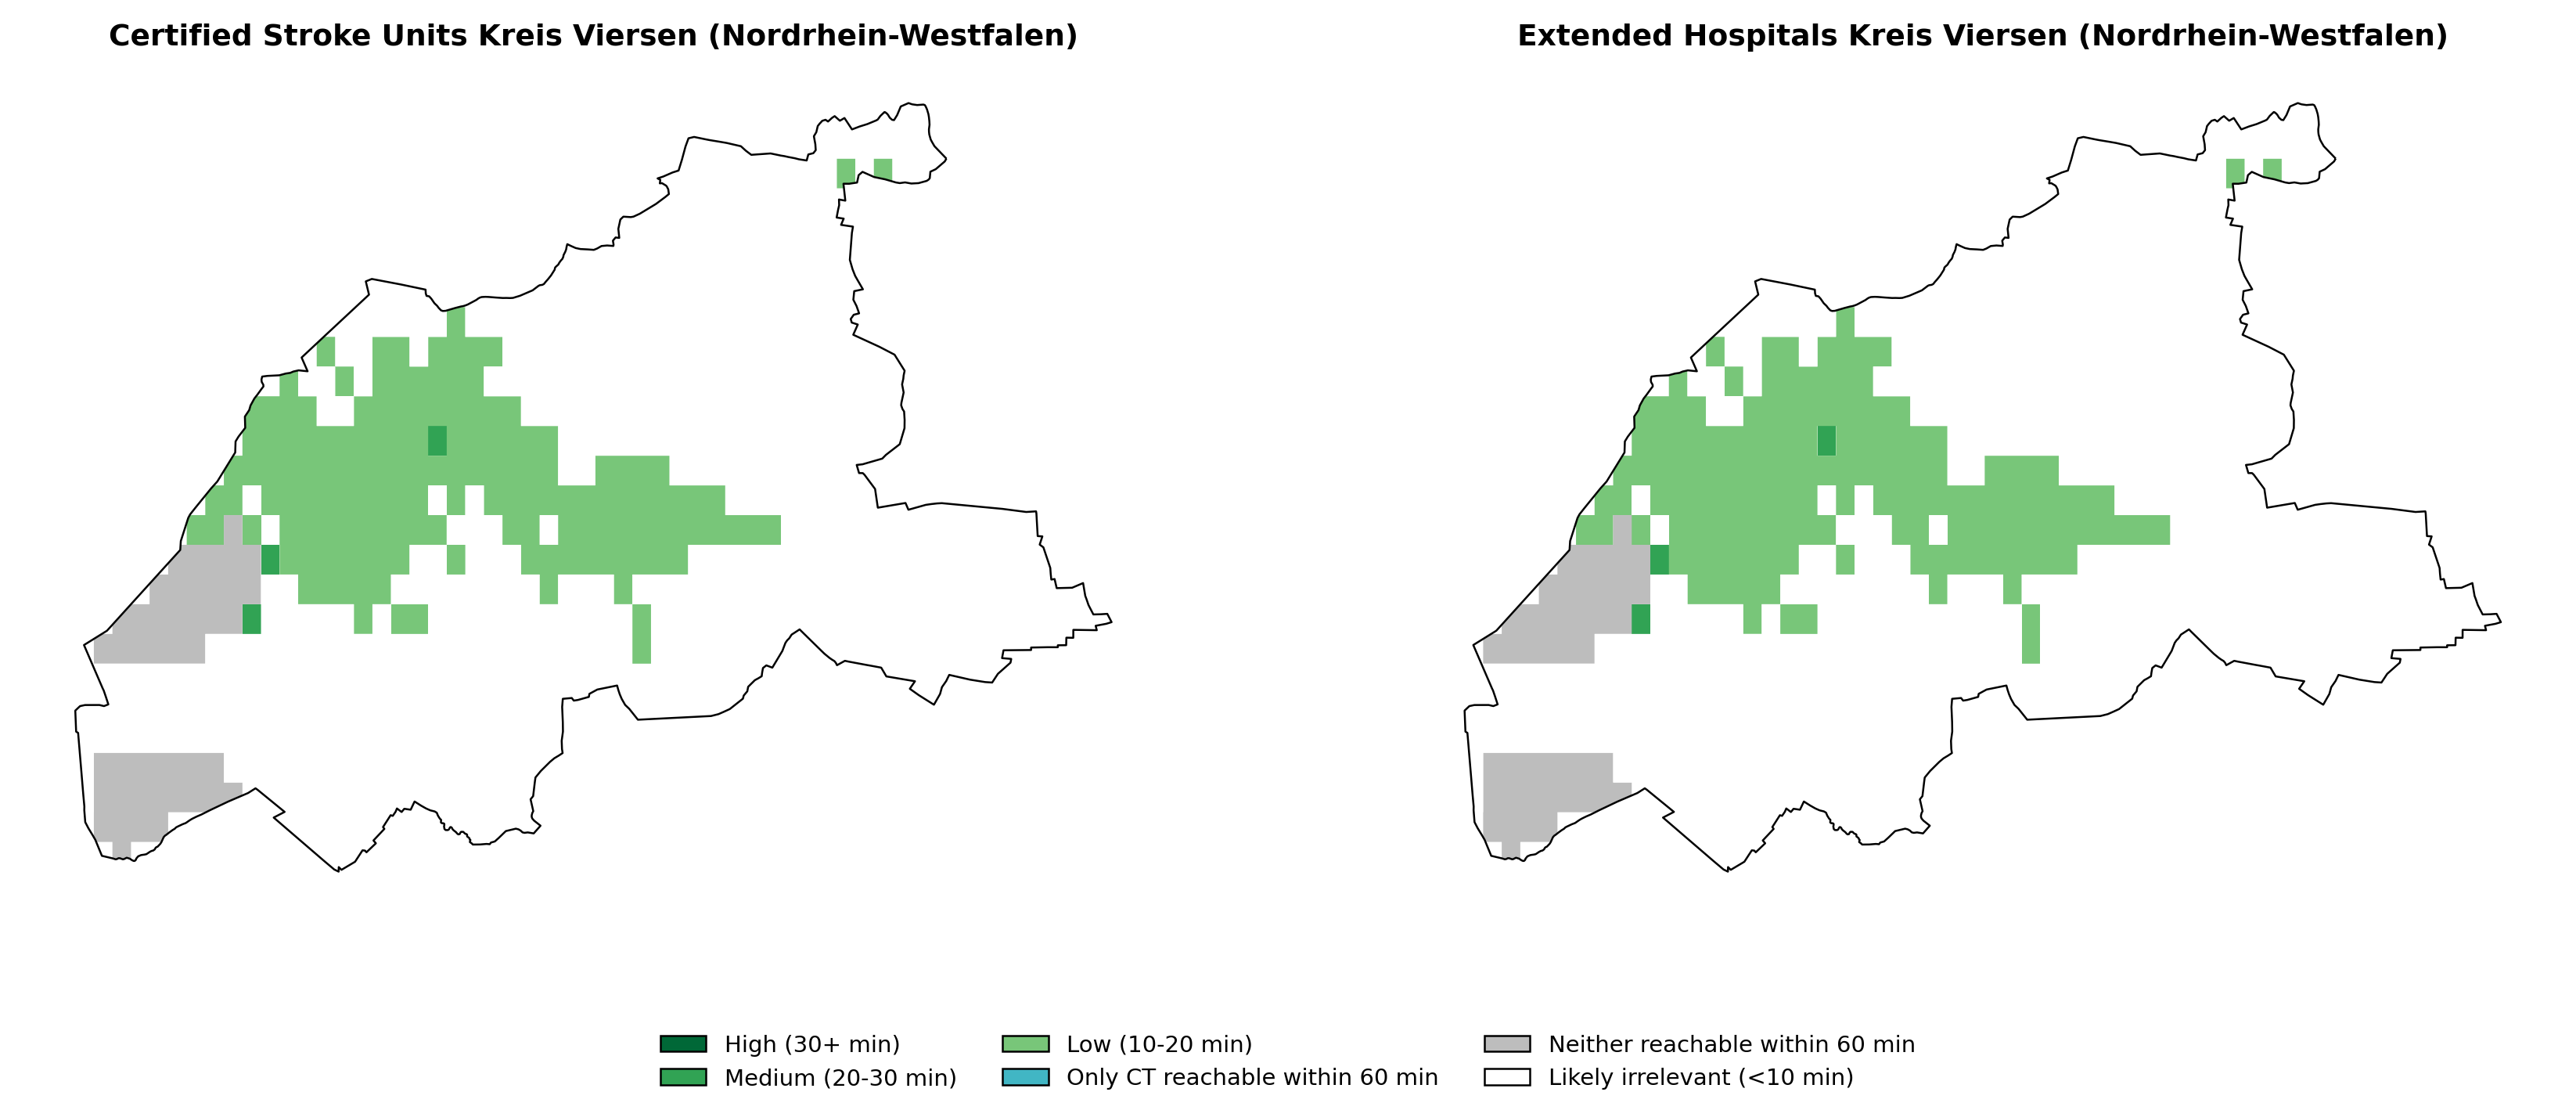 Certified Stroke Units Kreis Viersen (Nordrhein-Westfalen)
Extended Hospitals Kreis Viersen (Nordrhein-Westfalen)
High (30+ min)
Medium (20-30 min)
Low (10-20 min)
Only CT reachable within 60 min
Neither reachable within 60 min
Likely irrelevant (<10 min)